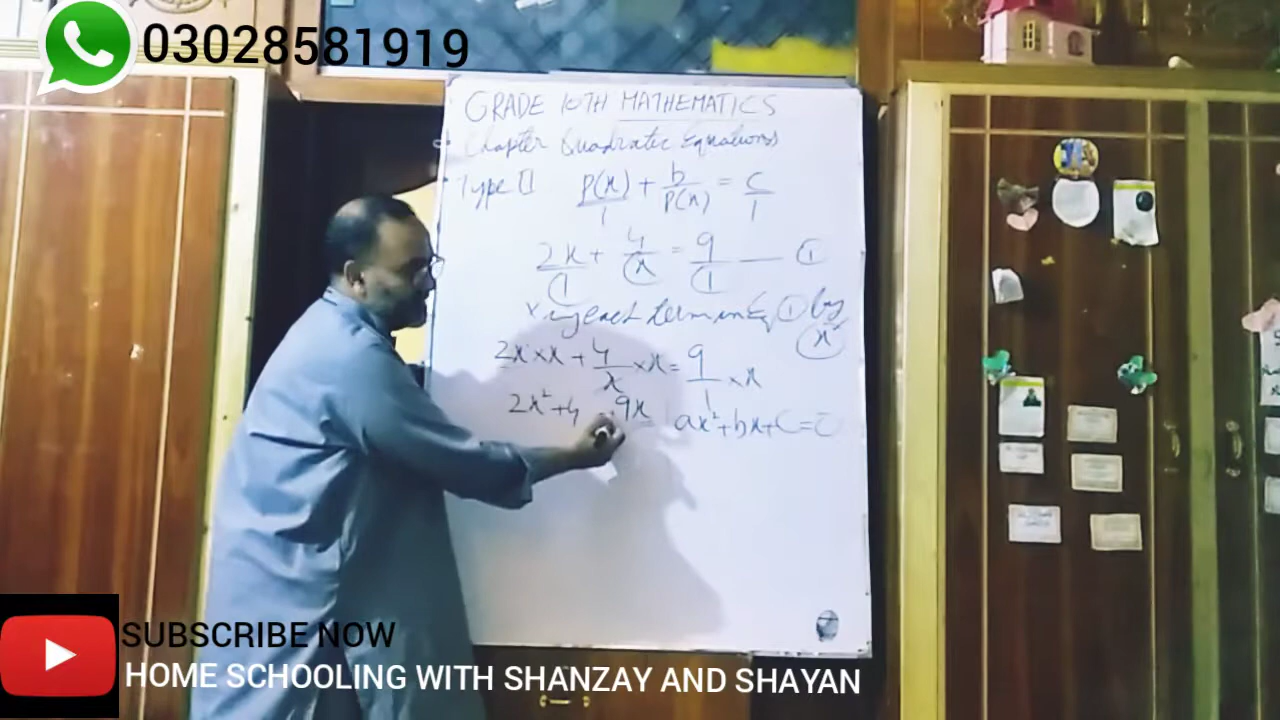 03028581919
GRADE 10TH MATHEMATICS
Chapter Quadratic Equations
Type II P(x)/1 + b/P(x) = c/1
2x/1 + 4/x = 9/1 — ①
× ing each term in Eq ① by x
2x × x + 4/x × x = 9/1 × x
2x² + 4 9x ax² + bx + c = 0
SUBSCRIBE NOW
HOME SCHOOLING WITH SHANZAY AND SHAYAN